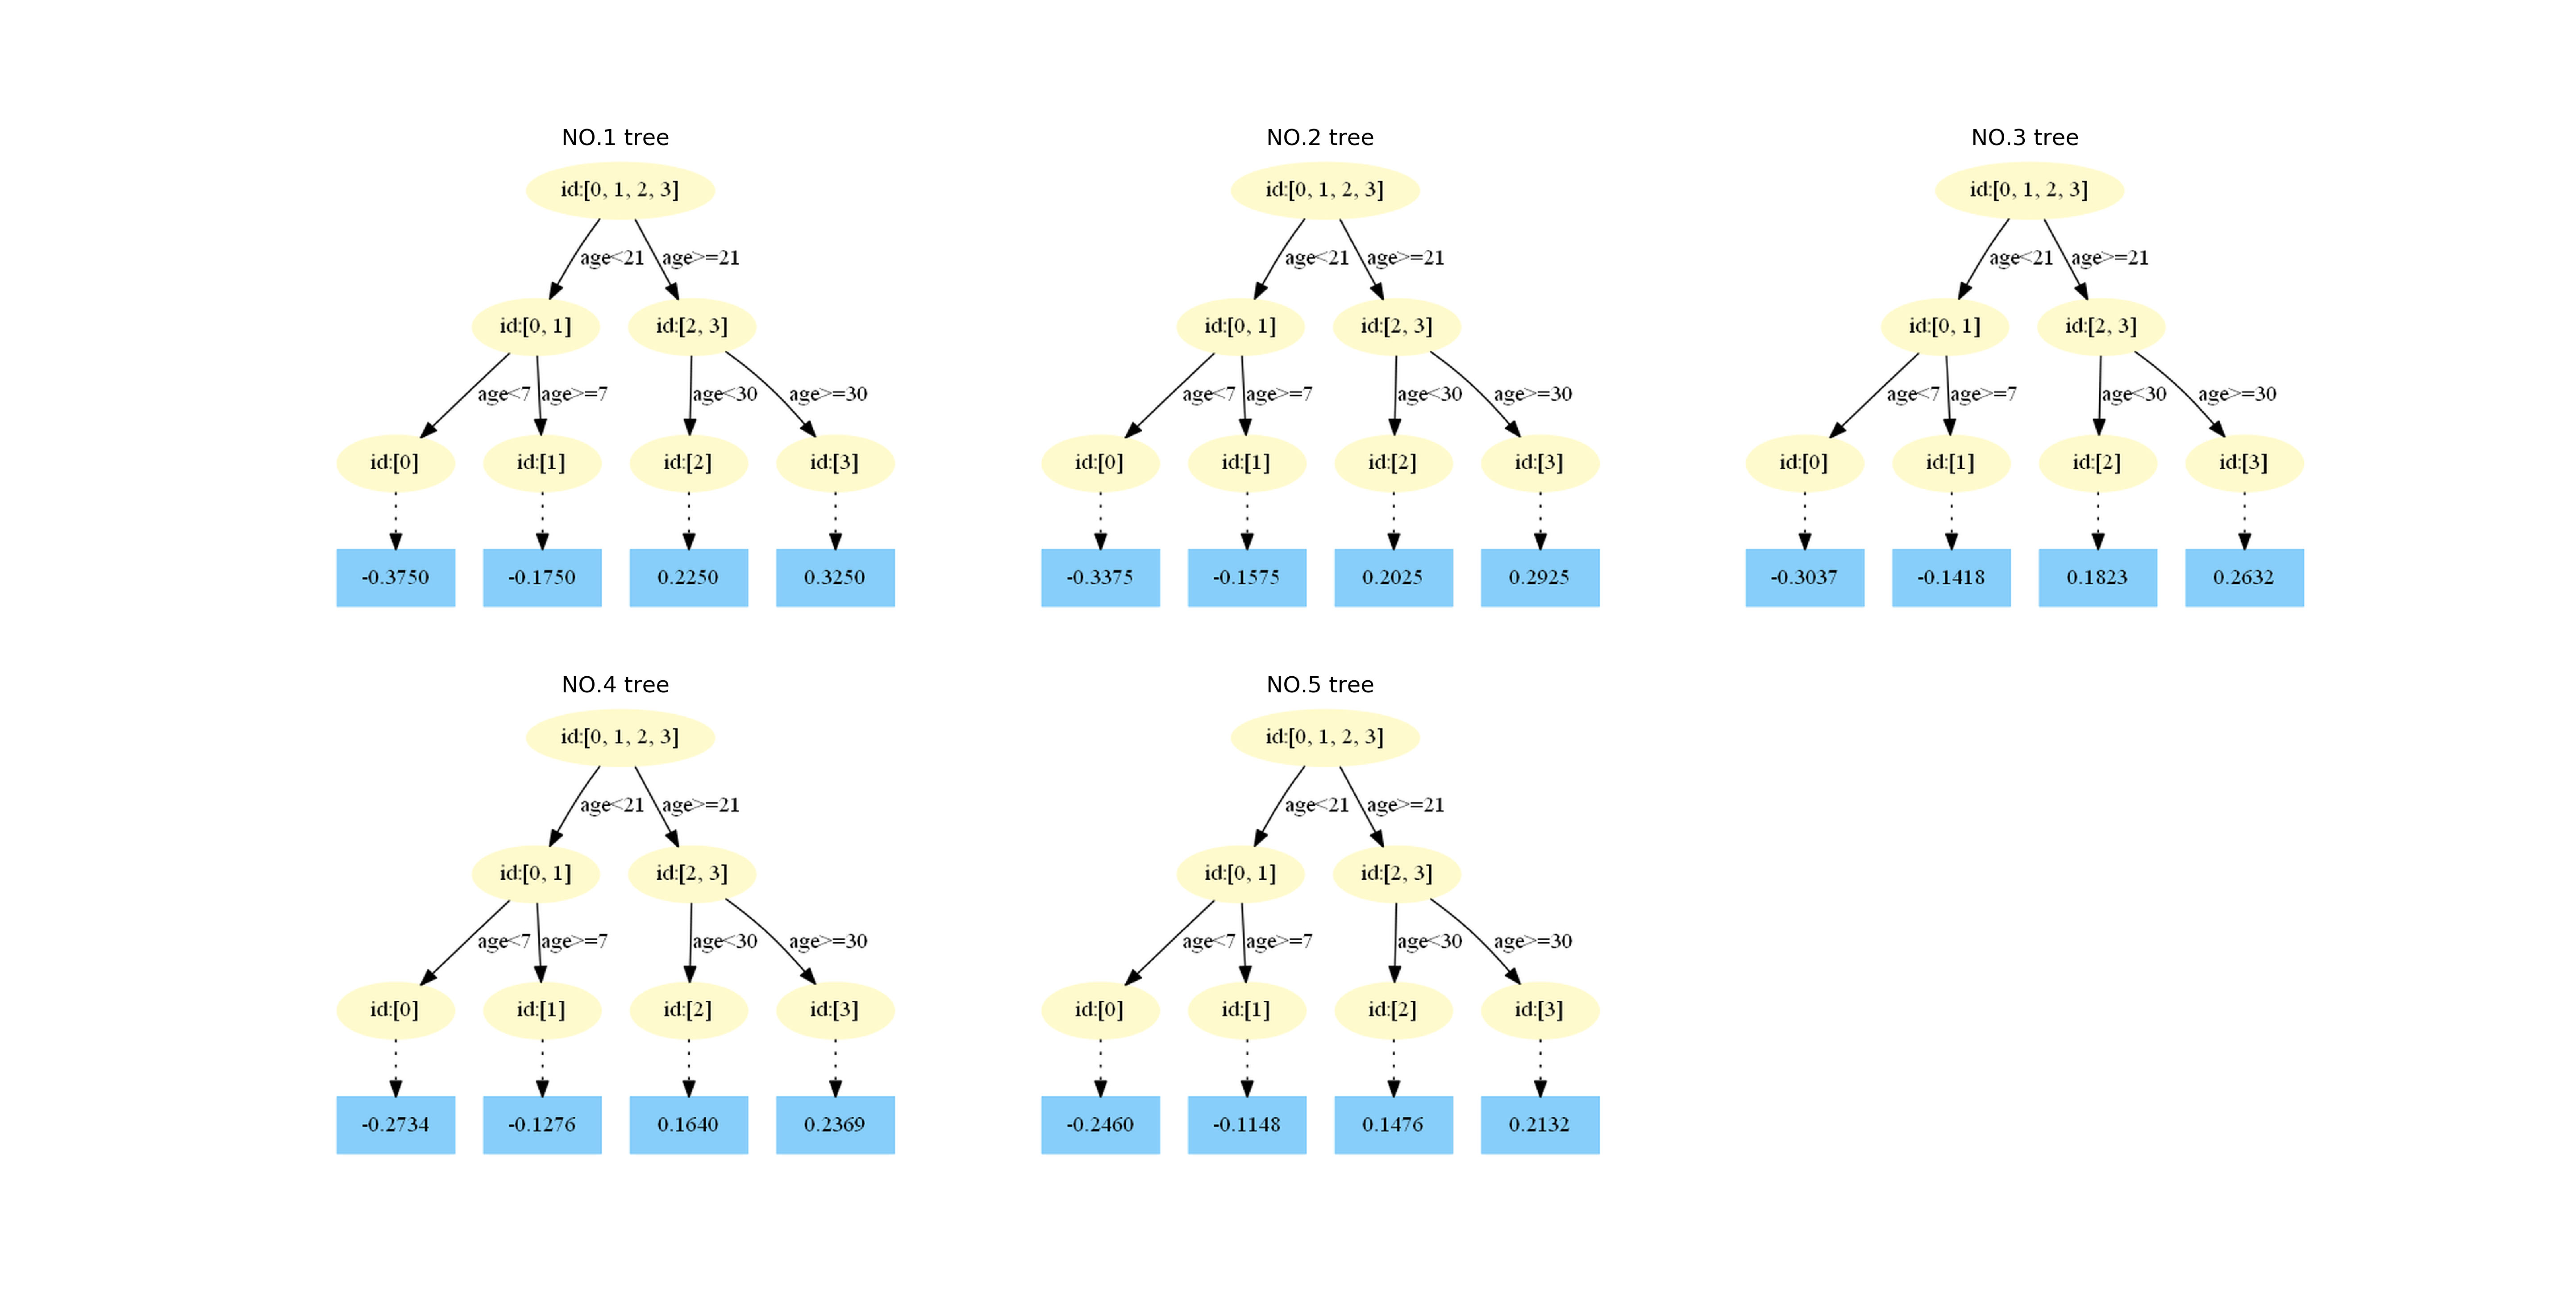 NO.1 tree
id:[0, 1, 2, 3]
age<21 age>=21
id:[0, 1] id:[2, 3]
age<7 age>=7 age<30 age>=30
id:[0] id:[1] id:[2] id:[3]
-0.3750 -0.1750 0.2250 0.3250
NO.2 tree
id:[0, 1, 2, 3]
age<21 age>=21
id:[0, 1] id:[2, 3]
age<7 age>=7 age<30 age>=30
id:[0] id:[1] id:[2] id:[3]
-0.3375 -0.1575 0.2025 0.2925
NO.3 tree
id:[0, 1, 2, 3]
age<21 age>=21
id:[0, 1] id:[2, 3]
age<7 age>=7 age<30 age>=30
id:[0] id:[1] id:[2] id:[3]
-0.3037 -0.1418 0.1823 0.2632
NO.4 tree
id:[0, 1, 2, 3]
age<21 age>=21
id:[0, 1] id:[2, 3]
age<7 age>=7 age<30 age>=30
id:[0] id:[1] id:[2] id:[3]
-0.2734 -0.1276 0.1640 0.2369
NO.5 tree
id:[0, 1, 2, 3]
age<21 age>=21
id:[0, 1] id:[2, 3]
age<7 age>=7 age<30 age>=30
id:[0] id:[1] id:[2] id:[3]
-0.2460 -0.1148 0.1476 0.2132